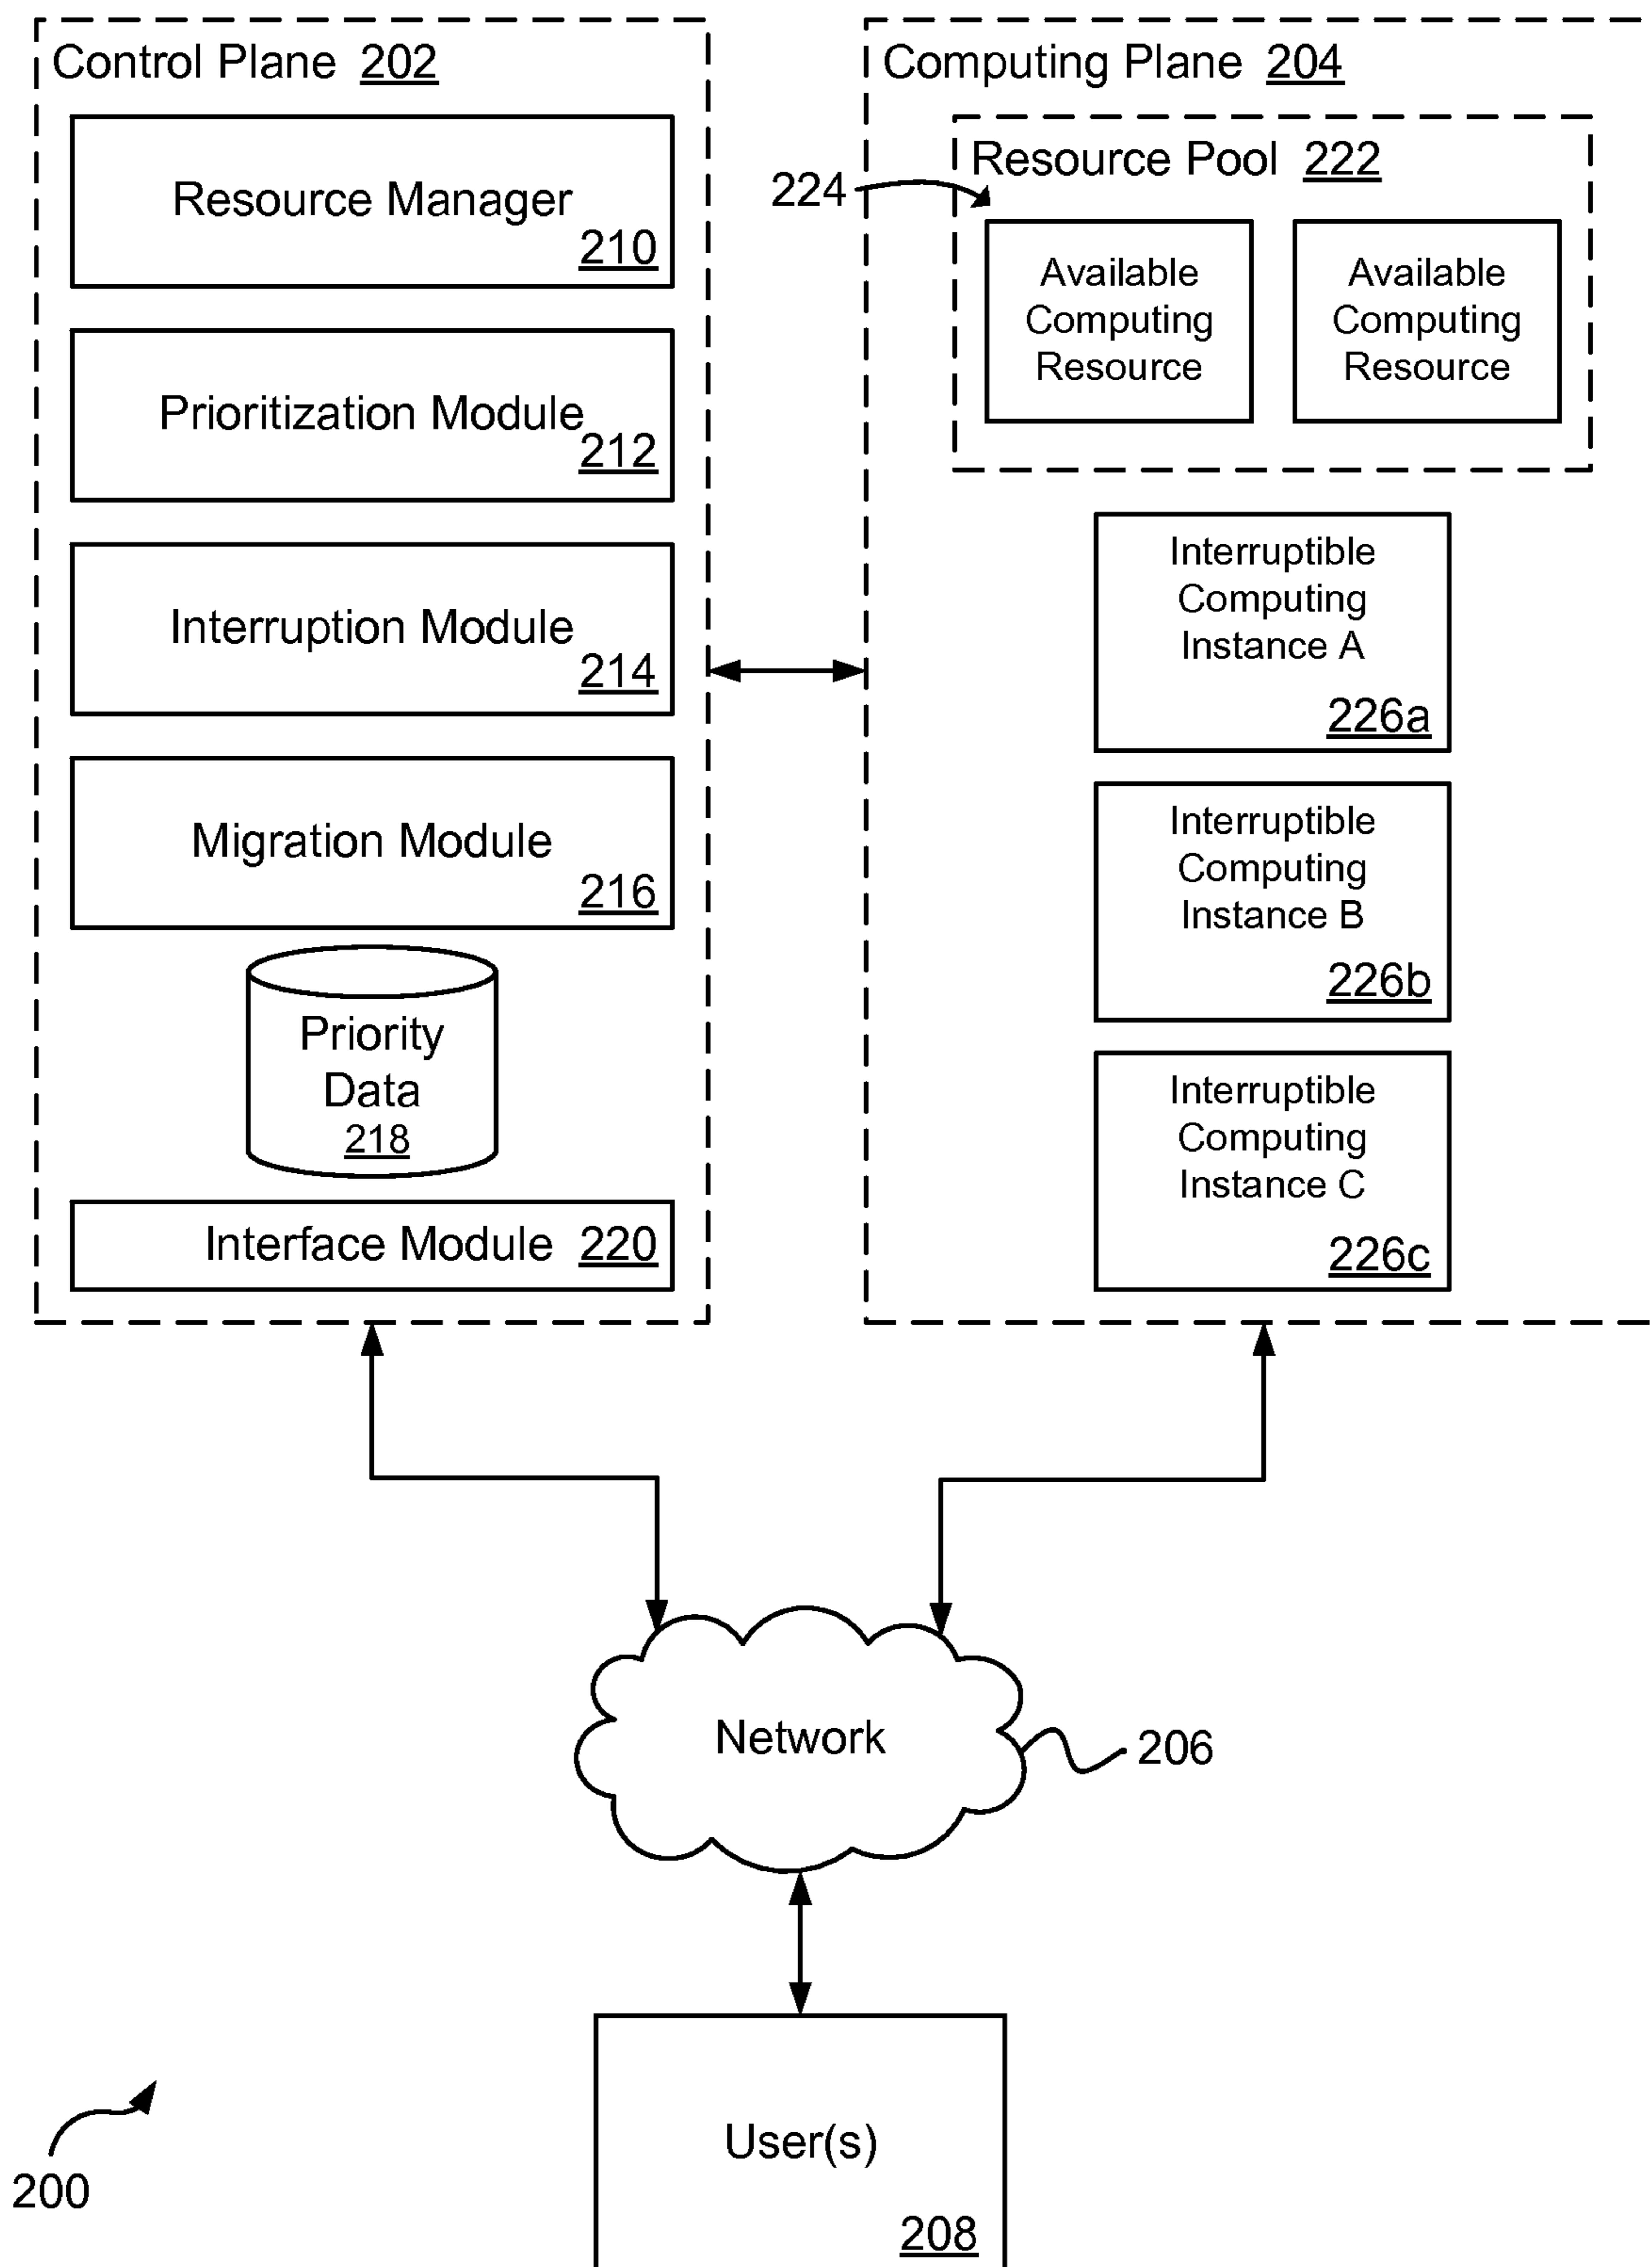 Control Plane 202
Resource Manager
210
Prioritization Module
212
Interruption Module
214
Migration Module
216
Priority
Data
218
Interface Module 220
Computing Plane 204
Resource Pool 222
224
Available
Computing
Resource
Available
Computing
Resource
Interruptible
Computing
Instance A
226a
Interruptible
Computing
Instance B
226b
Interruptible
Computing
Instance C
226c
Network
206
User(s)
208
200